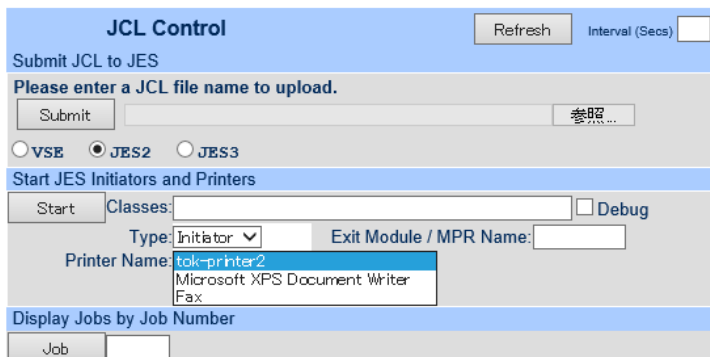 JCL Control Refresh Interval (Secs)
Submit JCL to JES
Please enter a JCL file name to upload.
Submit 参照...
VSE JES2 JES3
Start JES Initiators and Printers
Start Classes: Debug
Type: Initiator Exit Module / MPR Name:
Printer Name: tok-printer2
Microsoft XPS Document Writer
Fax
Display Jobs by Job Number
Job